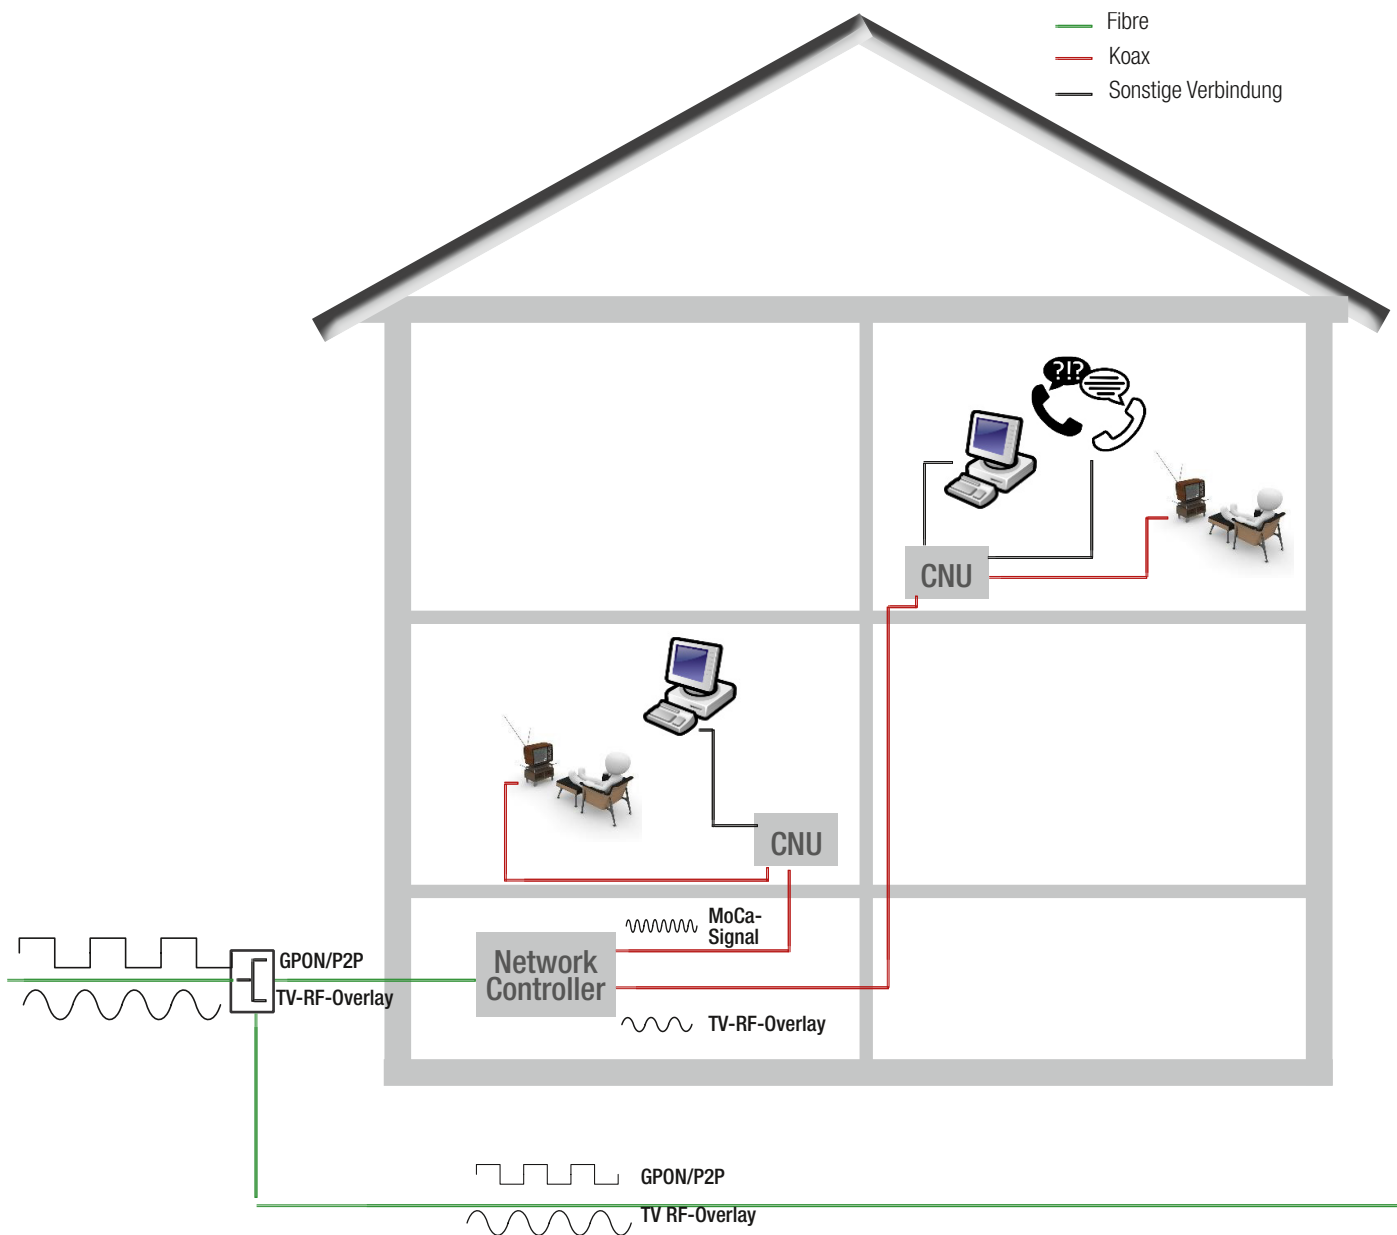 Fibre
Koax
Sonstige Verbindung
?!?
CNU
CNU
MoCa-
Signal
Network
Controller
GPON/P2P
TV-RF-Overlay
TV-RF-Overlay
GPON/P2P
TV RF-Overlay